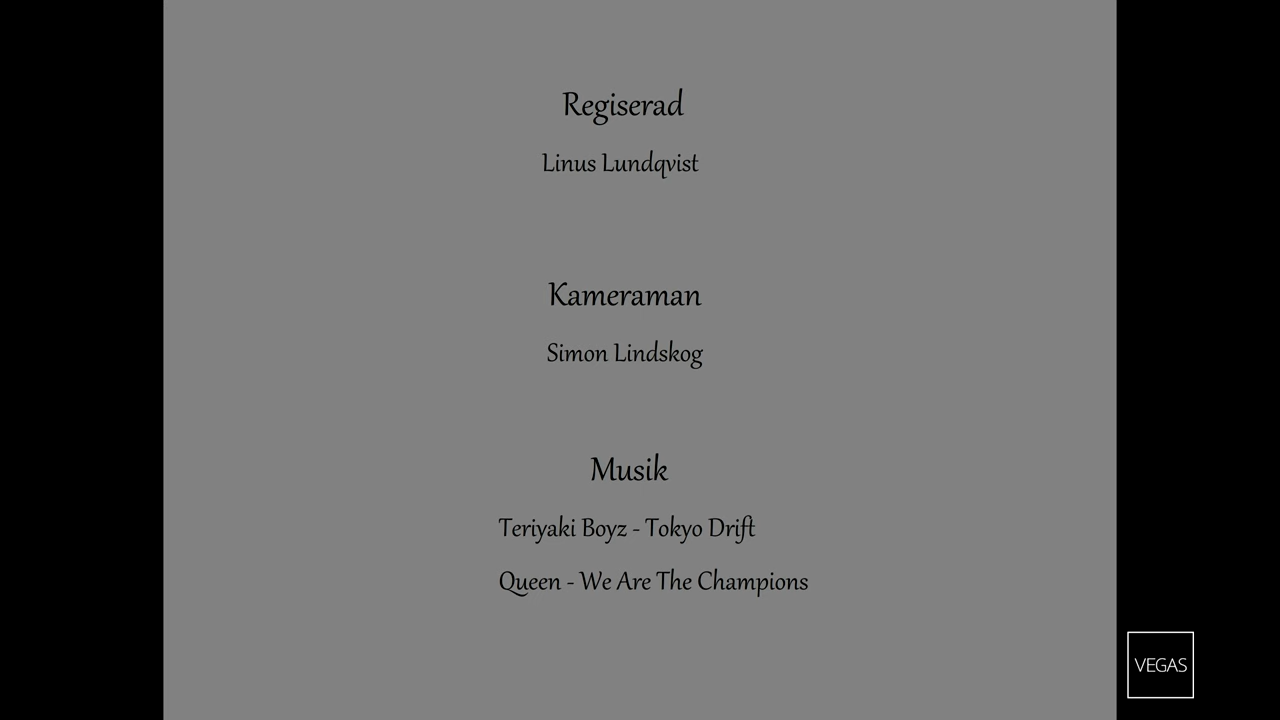 Regiserad
Linus Lundqvist
Kameraman
Simon Lindskog
Musik
Teriyaki Boyz - Tokyo Drift
Queen - We Are The Champions
VEGAS